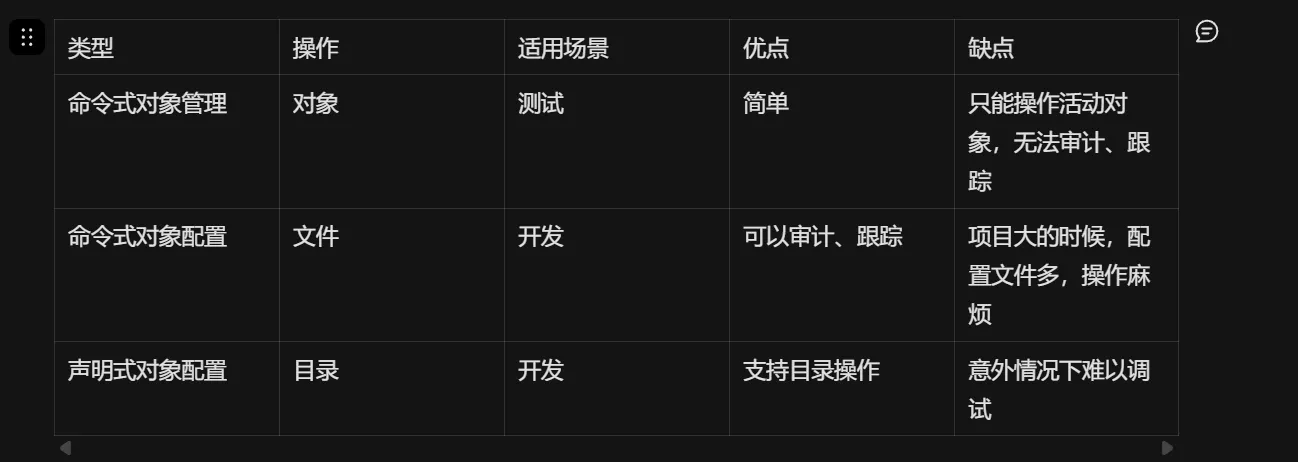 类型 操作 适用场景 优点 缺点
命令式对象管理 对象 测试 简单 只能操作活动对
象，无法审计、跟
踪
命令式对象配置 文件 开发 可以审计、跟踪 项目大的时候，配
置文件多，操作麻
烦
声明式对象配置 目录 开发 支持目录操作 意外情况下难以调
试